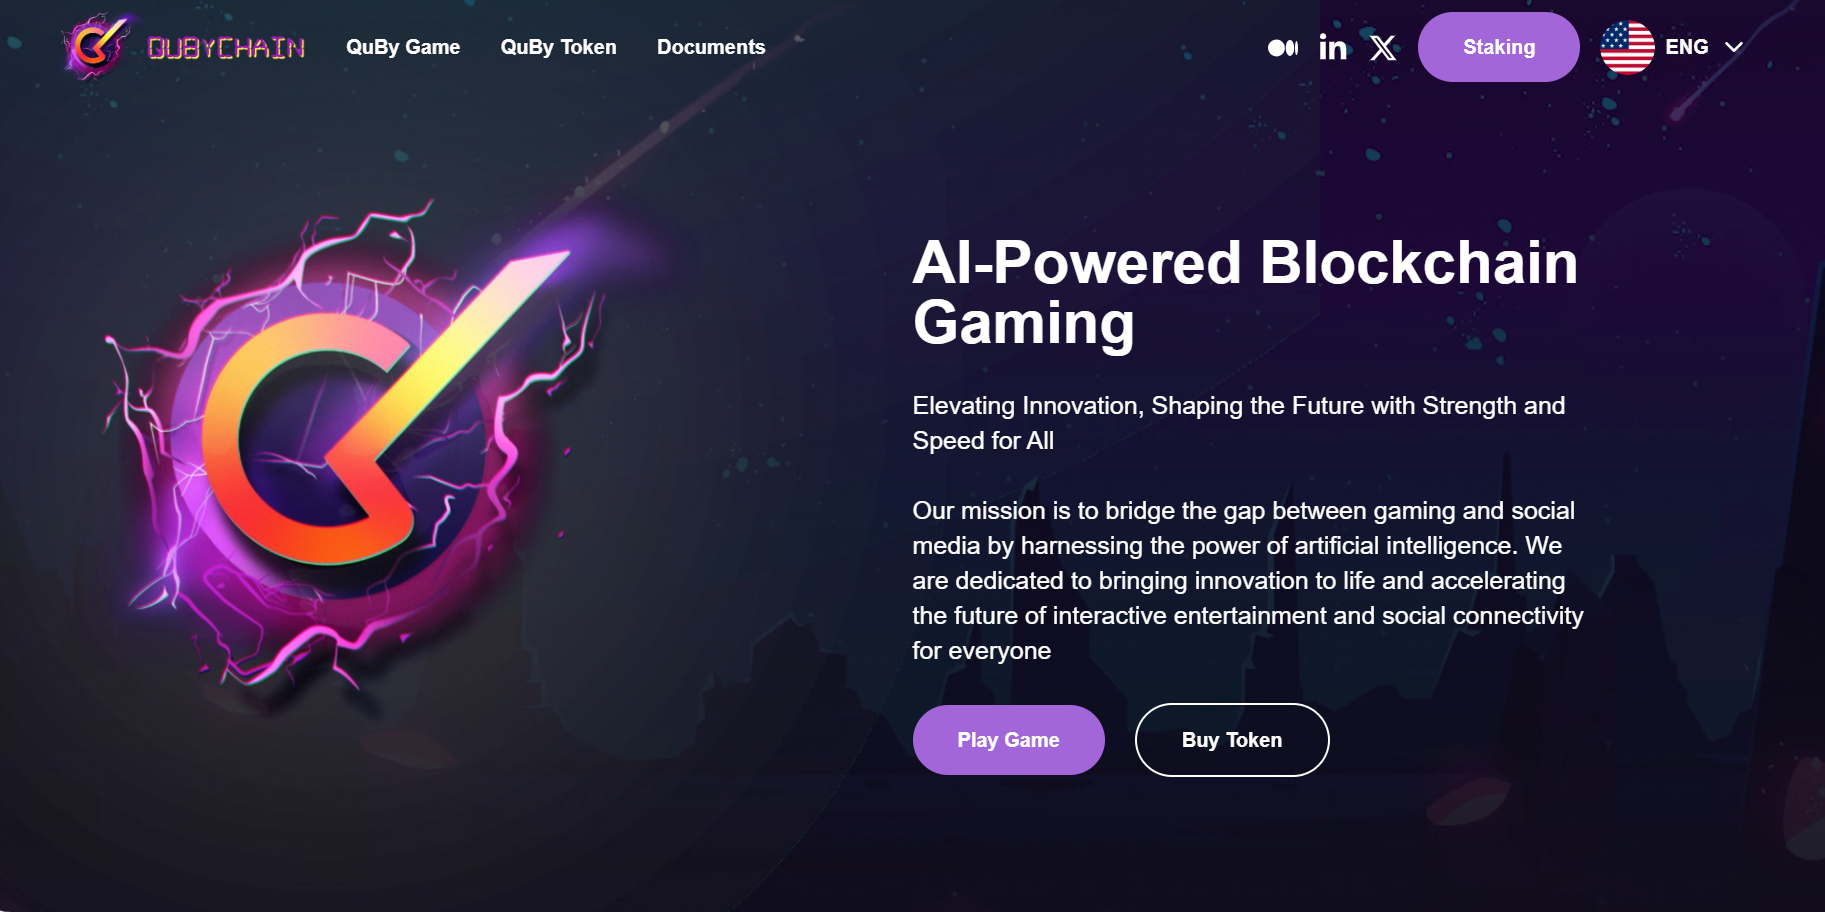 QUBYCHAIN
QuBy Game
QuBy Token
Documents
in
X
Staking
ENG
AI-Powered Blockchain
Gaming
Elevating Innovation, Shaping the Future with Strength and
Speed for All
Our mission is to bridge the gap between gaming and social
media by harnessing the power of artificial intelligence. We
are dedicated to bringing innovation to life and accelerating
the future of interactive entertainment and social connectivity
for everyone
Play Game
Buy Token